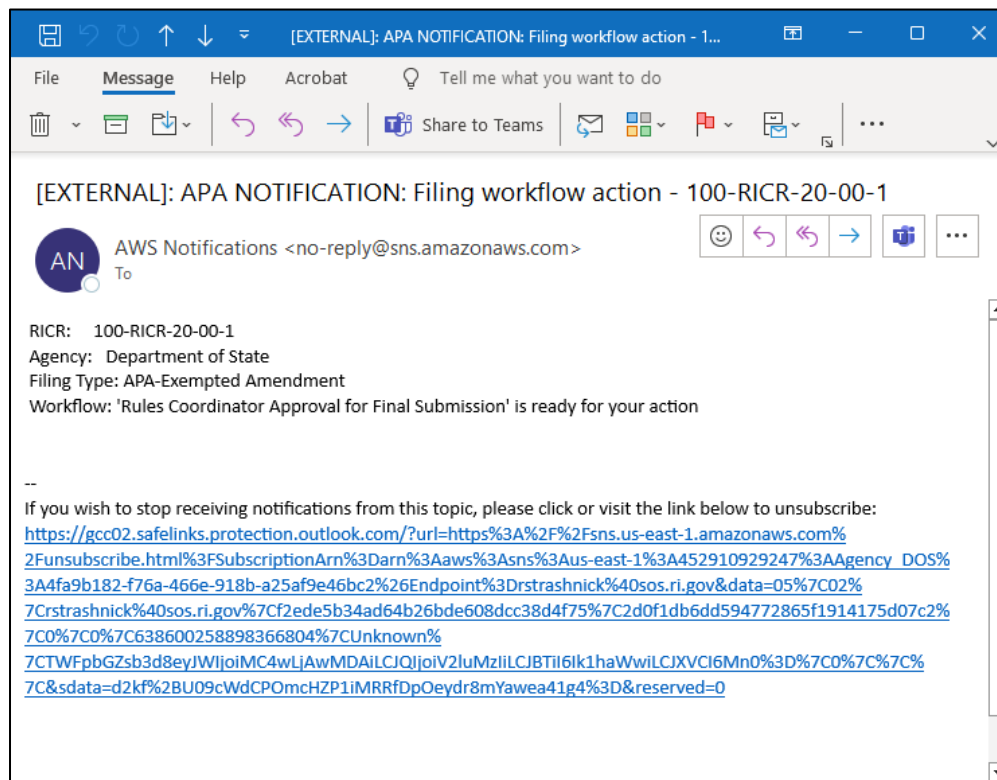 [EXTERNAL]: APA NOTIFICATION: Filing workflow action - 1...
File Message Help Acrobat Tell me what you want to do
Share to Teams
[EXTERNAL]: APA NOTIFICATION: Filing workflow action - 100-RICR-20-00-1
AN
AWS Notifications <no-reply@sns.amazonaws.com>
To
RICR: 100-RICR-20-00-1
Agency: Department of State
Filing Type: APA-Exempted Amendment
Workflow: 'Rules Coordinator Approval for Final Submission' is ready for your action
--
If you wish to stop receiving notifications from this topic, please click or visit the link below to unsubscribe:
https://gcc02.safelinks.protection.outlook.com/?url=https%3A%2F%2Fsns.us-east-1.amazonaws.com%
2Funsubscribe.html%3FSubscriptionArn%3Darn%3Aaws%3Asns%3Aus-east-1%3A452910929247%3AAgency_DOS%
3A4fa9b182-f76a-466e-918b-a25af9e46bc2%26Endpoint%3Drstrashnick%40sos.ri.gov&data=05%7C02%
7Crstrashnick%40sos.ri.gov%7Cf2ede5b34ad64b26bde608dcc38d4f75%7C2d0f1db6dd594772865f1914175d07c2%
7C0%7C0%7C638600258898366804%7CUnknown%
7CTWFpbGZsb3d8eyJWIjoiMC4wLjAwMDAiLCJQIjoiV2luMzIiLCJBTiI6Ik1haWwiLCJXVCI6Mn0%3D%7C0%7C%7C%
7C&sdata=d2kf%2BU09cWdCPOmcHZP1iMRRfDpOeydr8mYawea41g4%3D&reserved=0